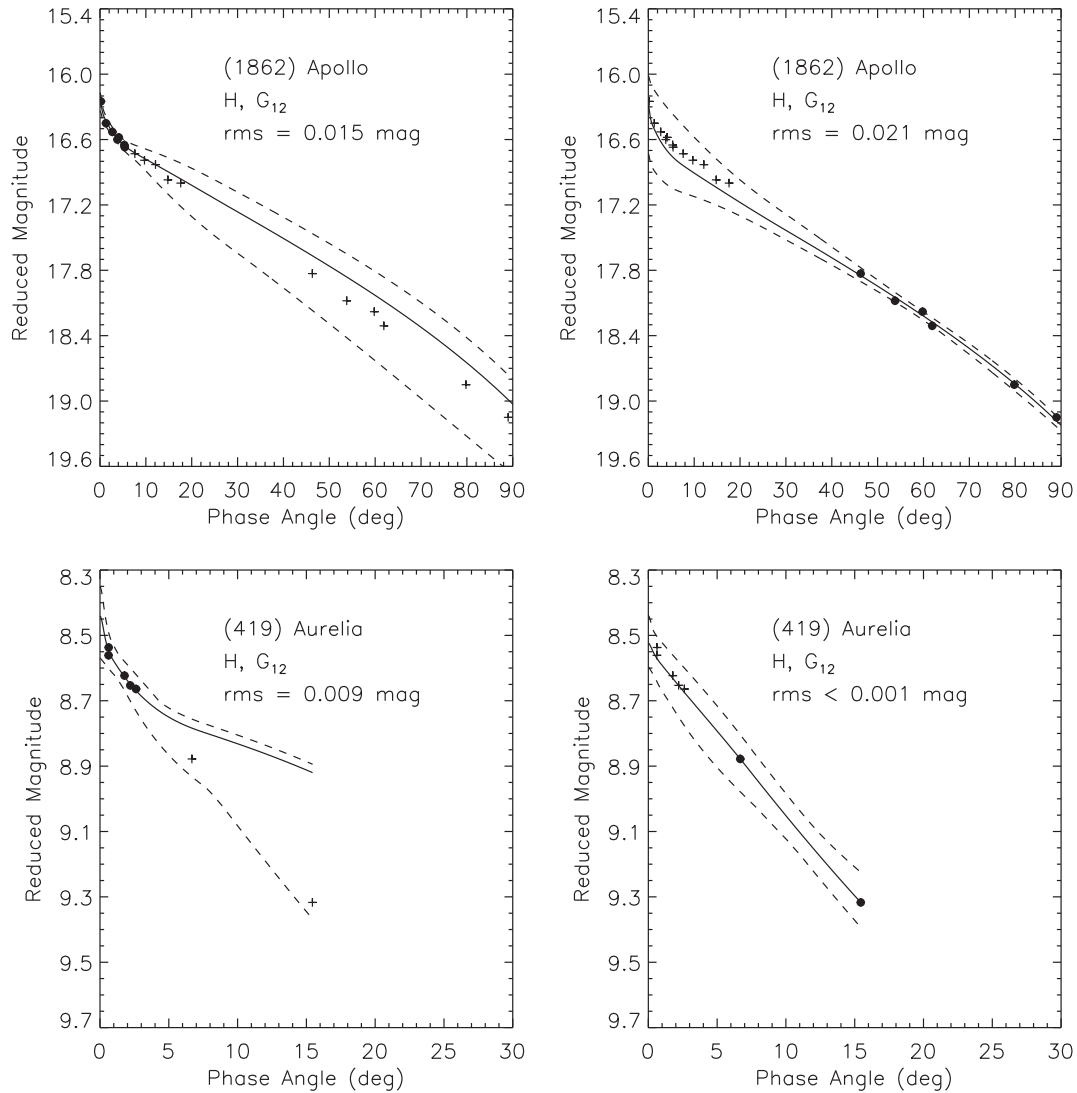 15.4
16.0
16.6
17.2
17.8
18.4
19.0
19.6
Reduced Magnitude
(1862) Apollo
H, G₁₂
rms = 0.015 mag
0 10 20 30 40 50 60 70 80 90
Phase Angle (deg)
15.4
16.0
16.6
17.2
17.8
18.4
19.0
19.6
Reduced Magnitude
(1862) Apollo
H, G₁₂
rms = 0.021 mag
0 10 20 30 40 50 60 70 80 90
Phase Angle (deg)
8.3
8.5
8.7
8.9
9.1
9.3
9.5
9.7
Reduced Magnitude
(419) Aurelia
H, G₁₂
rms = 0.009 mag
0 5 10 15 20 25 30
Phase Angle (deg)
8.3
8.5
8.7
8.9
9.1
9.3
9.5
9.7
Reduced Magnitude
(419) Aurelia
H, G₁₂
rms < 0.001 mag
0 5 10 15 20 25 30
Phase Angle (deg)